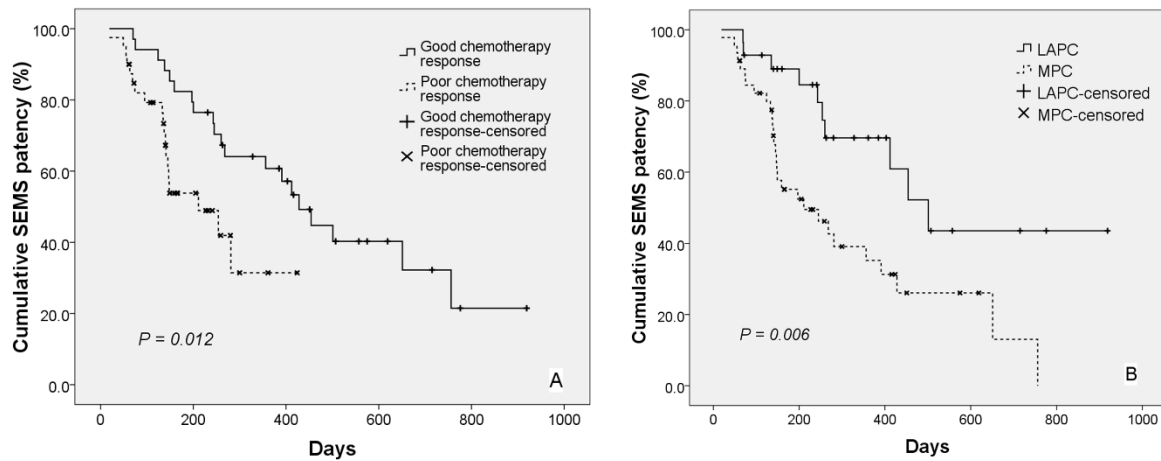 Cumulative SEMS patency (%)
100.0
80.0
60.0
40.0
20.0
0.0
Good chemotherapy
response
Poor chemotherapy
response
Good chemotherapy
response-censored
Poor chemotherapy
response-censored
P = 0.012
A
0
200
400
600
800
1000
Days
Cumulative SEMS patency (%)
100.0
80.0
60.0
40.0
20.0
0.0
LAPC
MPC
LAPC-censored
MPC-censored
P = 0.006
B
0
200
400
600
800
1000
Days